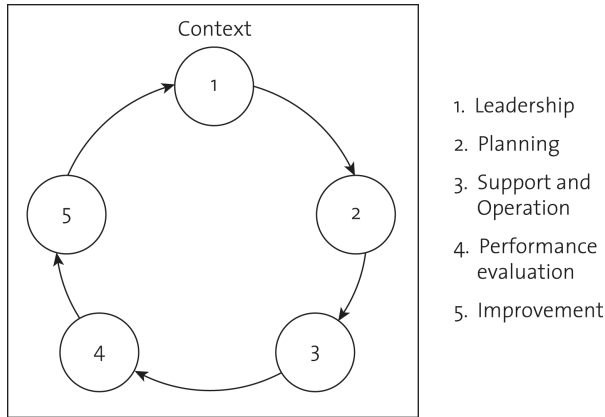 Context
1
2
3
4
5
1. Leadership
2. Planning
3. Support and
Operation
4. Performance
evaluation
5. Improvement